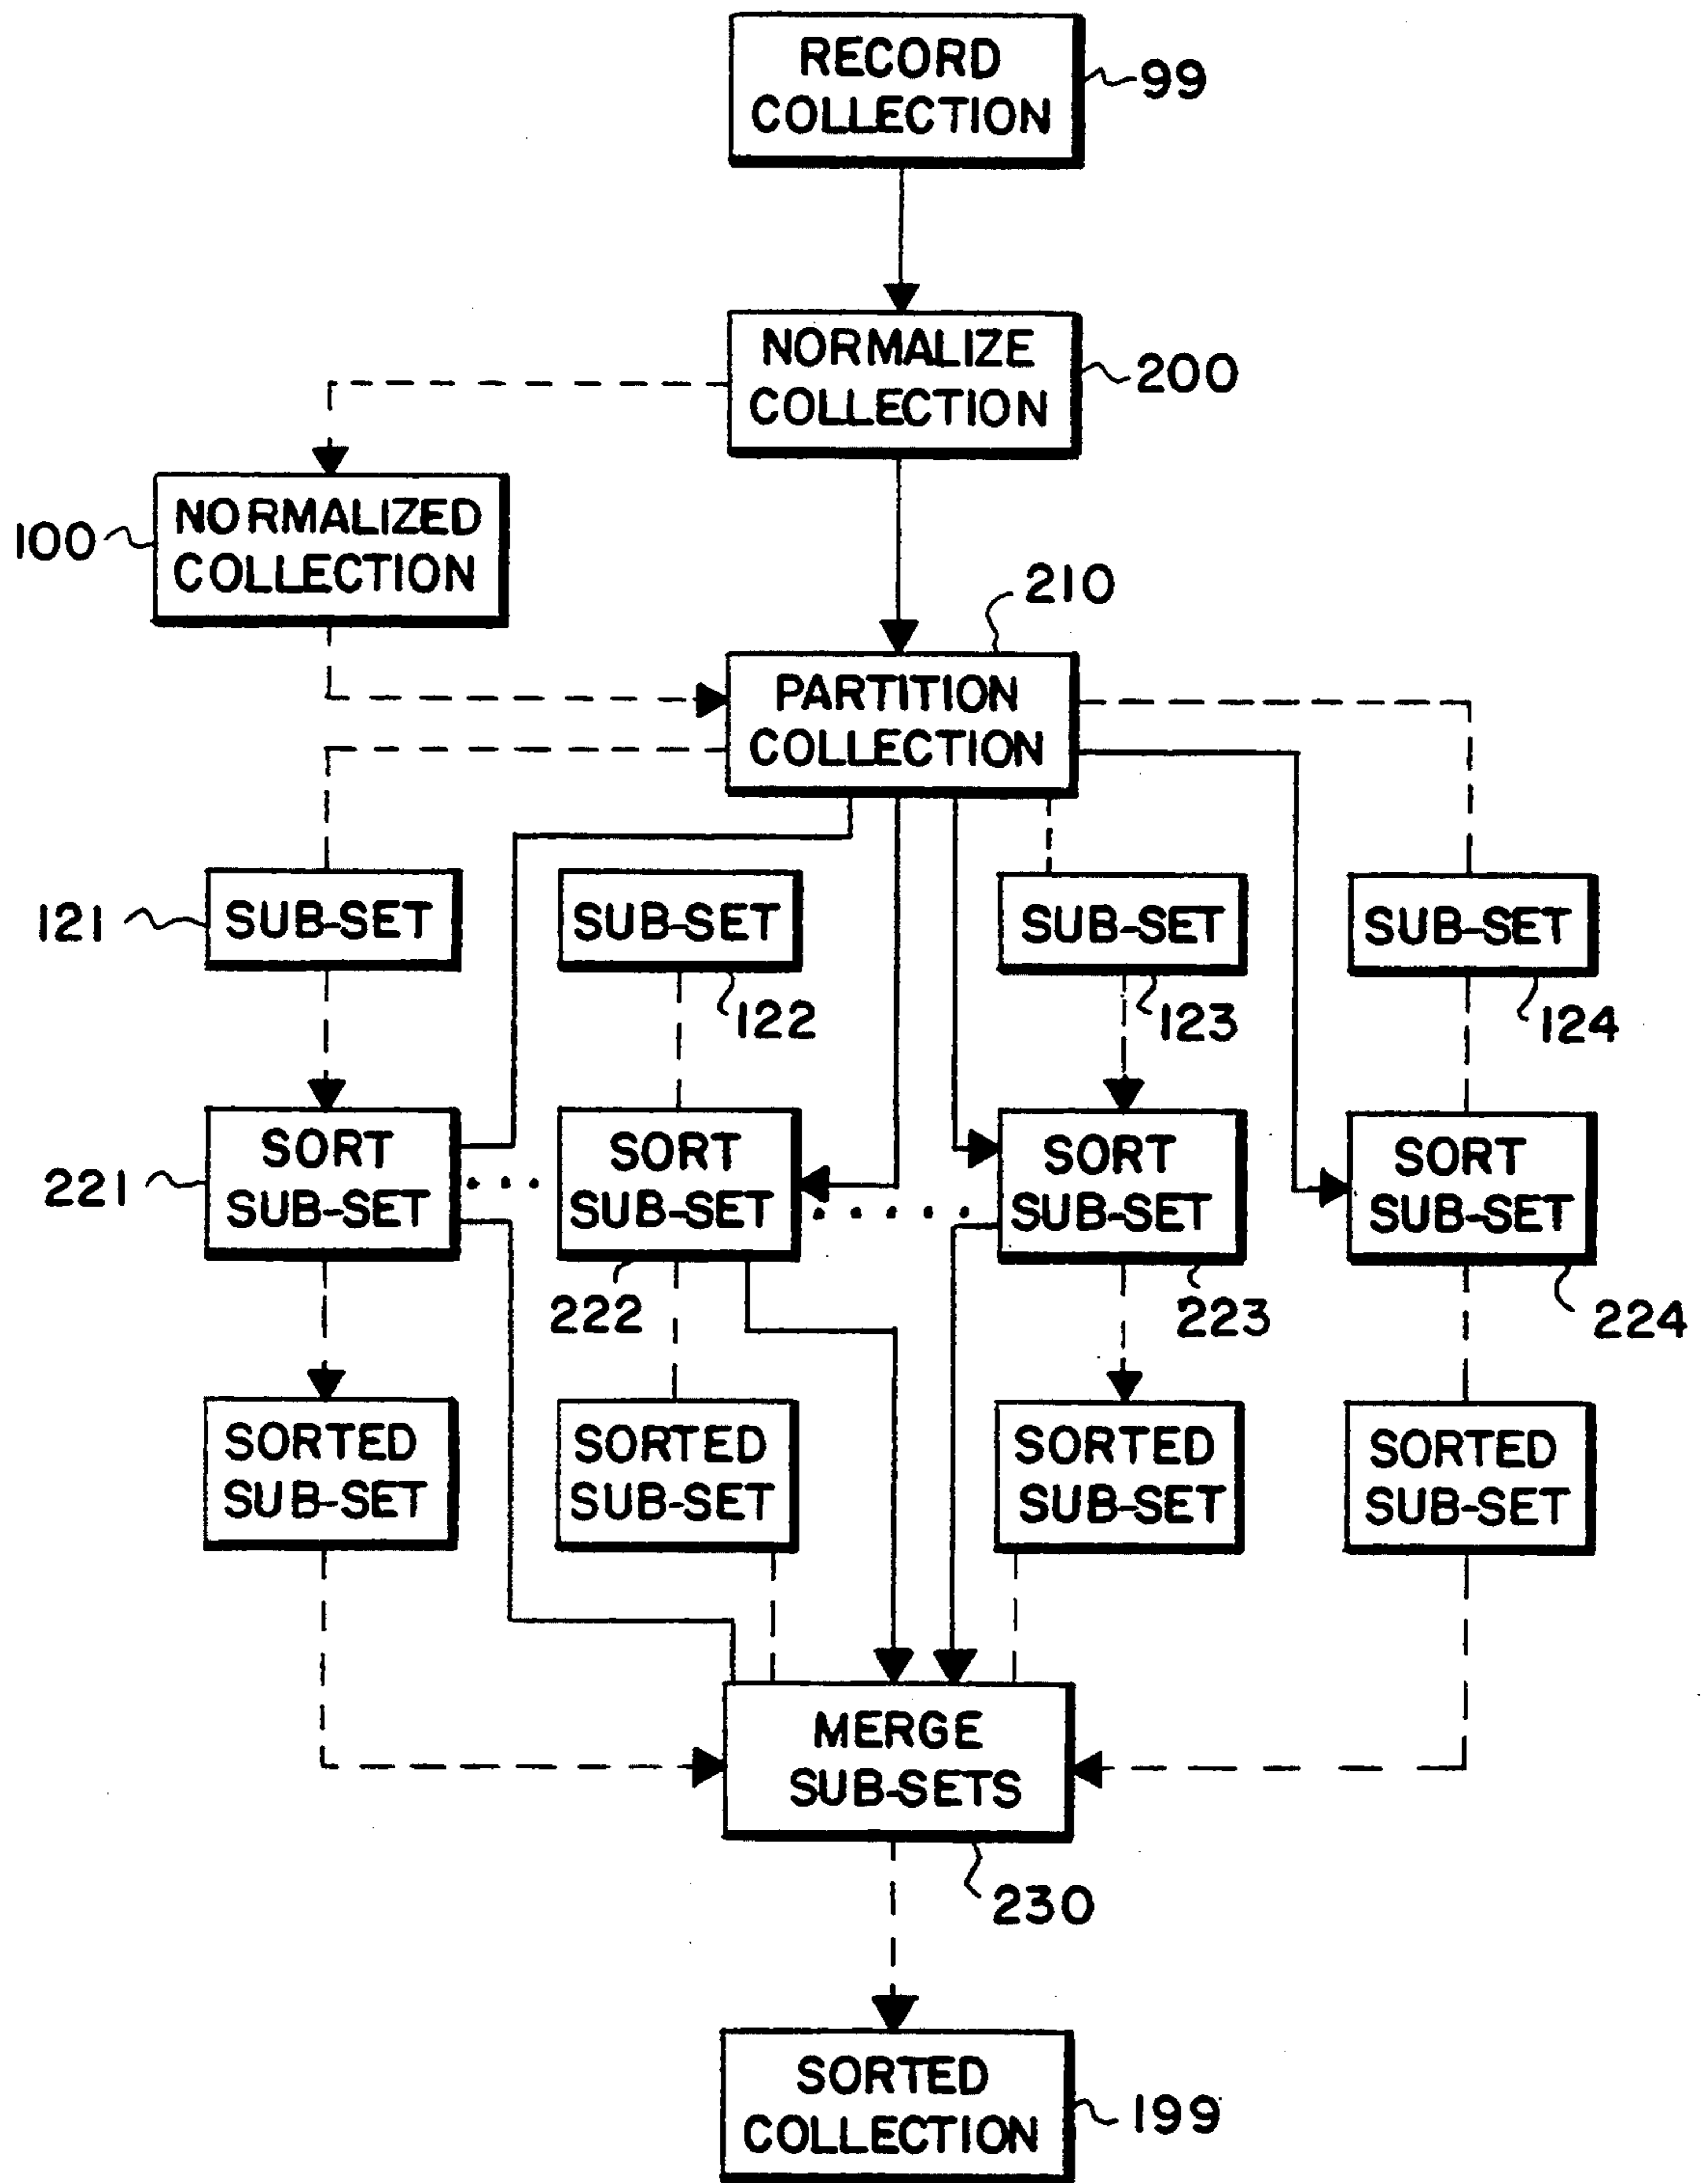 RECORD
COLLECTION
99
NORMALIZE
COLLECTION
200
NORMALIZED
COLLECTION
100
210
PARTITION
COLLECTION
121
SUB-SET
SUB-SET
122
SUB-SET
123
SUB-SET
124
221
SORT
SUB-SET
SORT
SUB-SET
222
SORT
SUB-SET
223
SORT
SUB-SET
224
SORTED
SUB-SET
SORTED
SUB-SET
SORTED
SUB-SET
SORTED
SUB-SET
MERGE
SUB-SETS
230
SORTED
COLLECTION
199